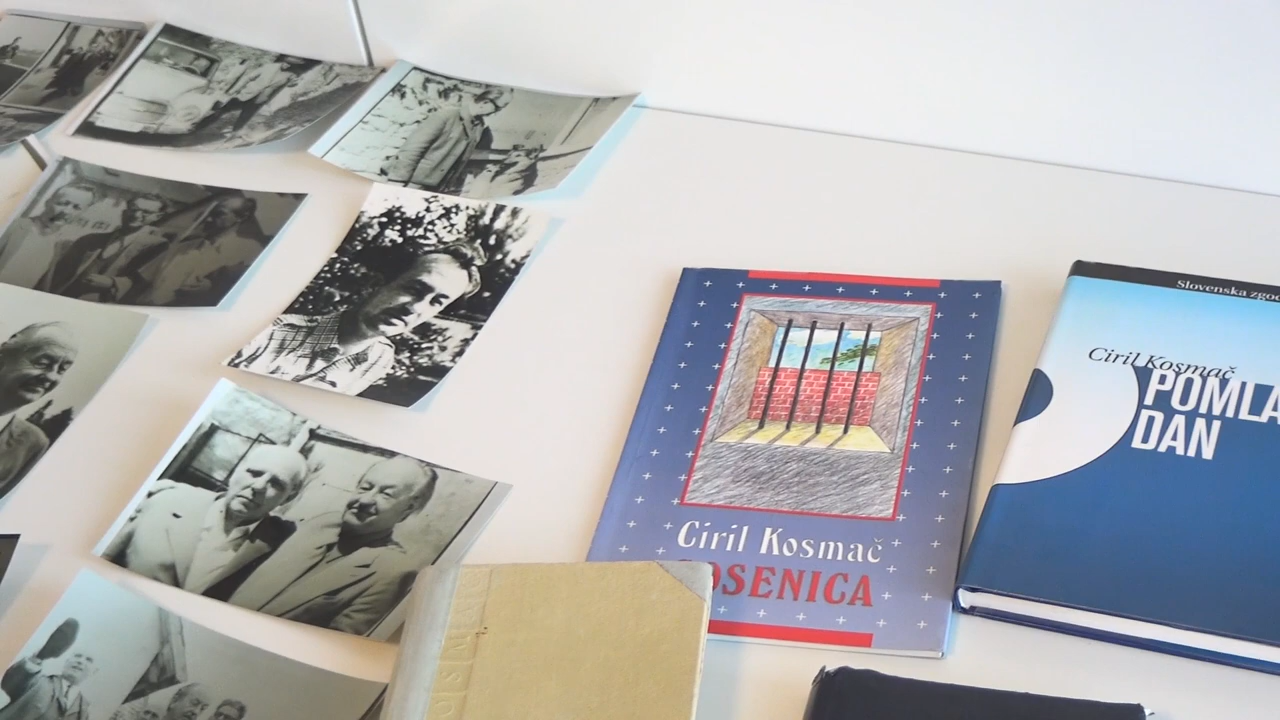 Slovenska zgod
Ciril Kosmač
POMLA
DAN
Ciril Kosmač
OSENICA